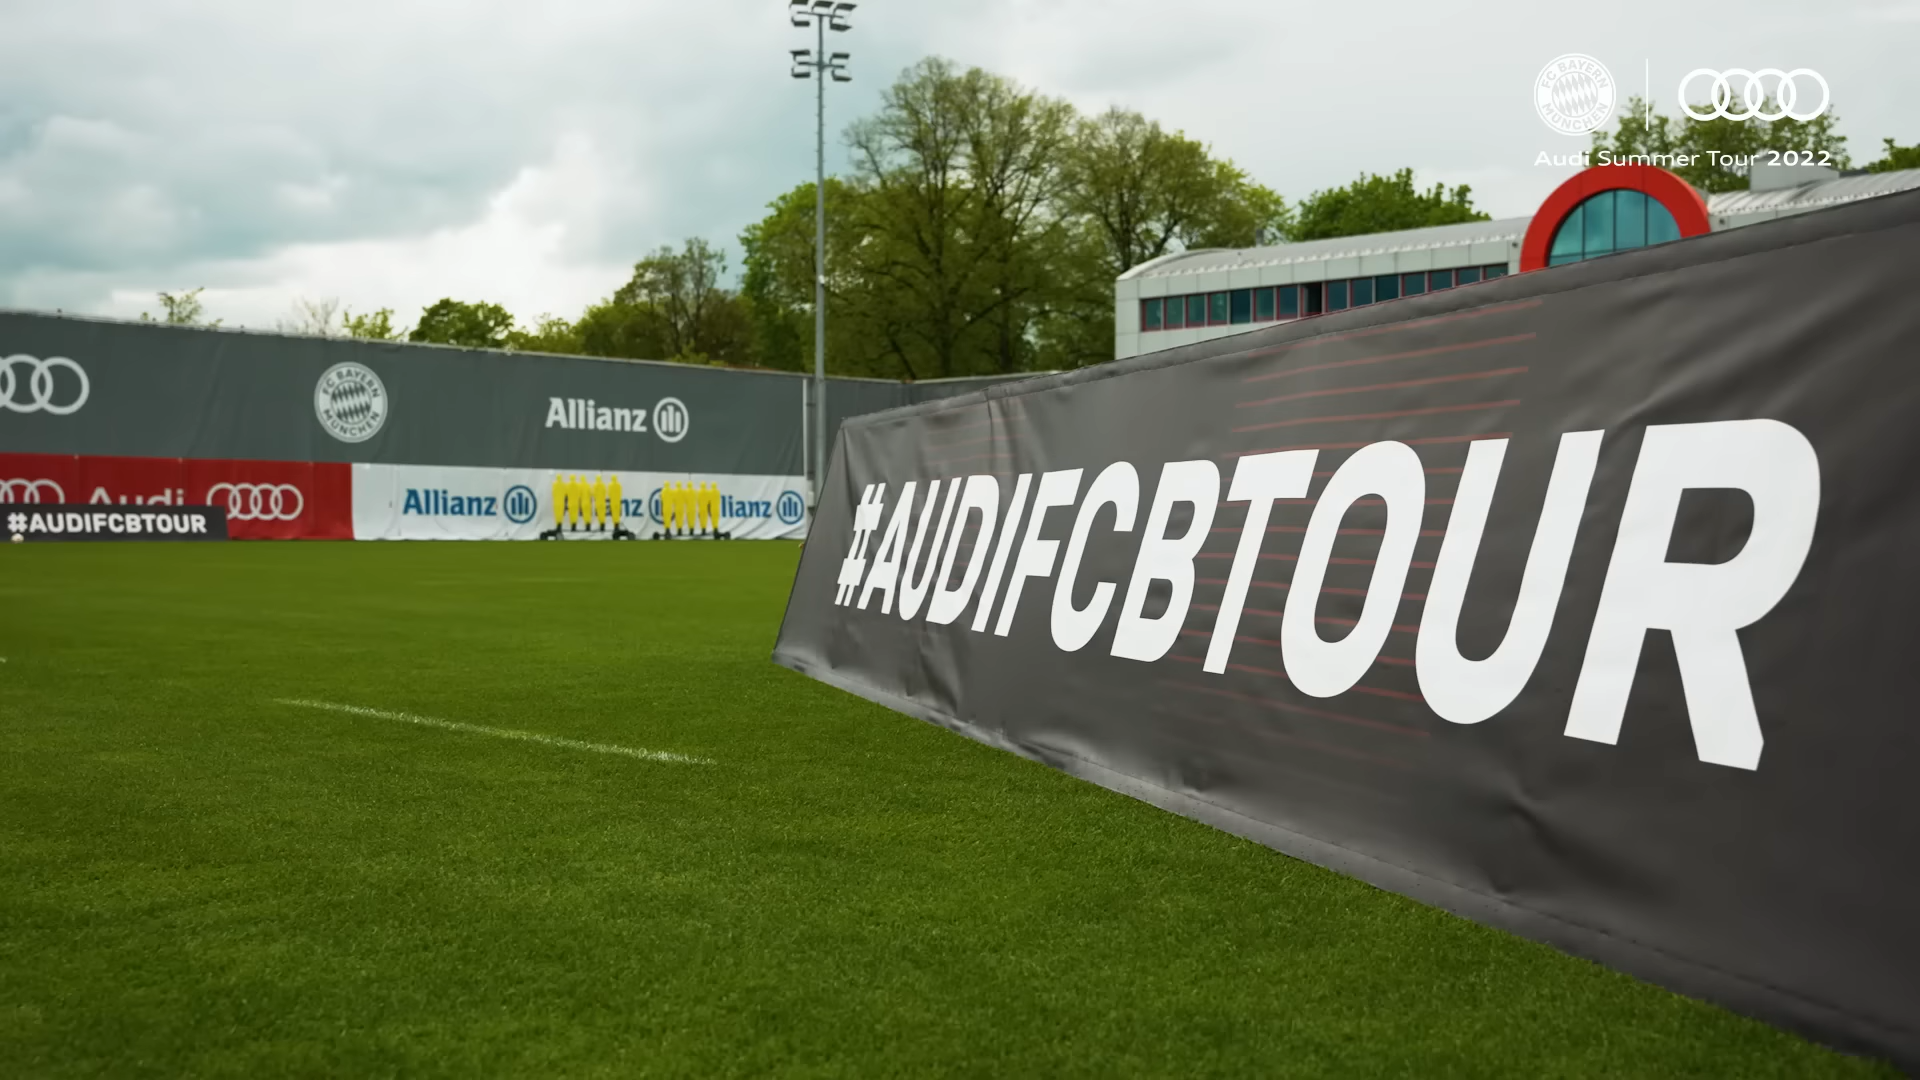 FC BAYERN MÜNCHEN
Audi Summer Tour 2022
FC BAYERN MÜNCHEN
Allianz
Audi
Allianz
Allianz
#AUDIFCBTOUR
#AUDIFCBTOUR